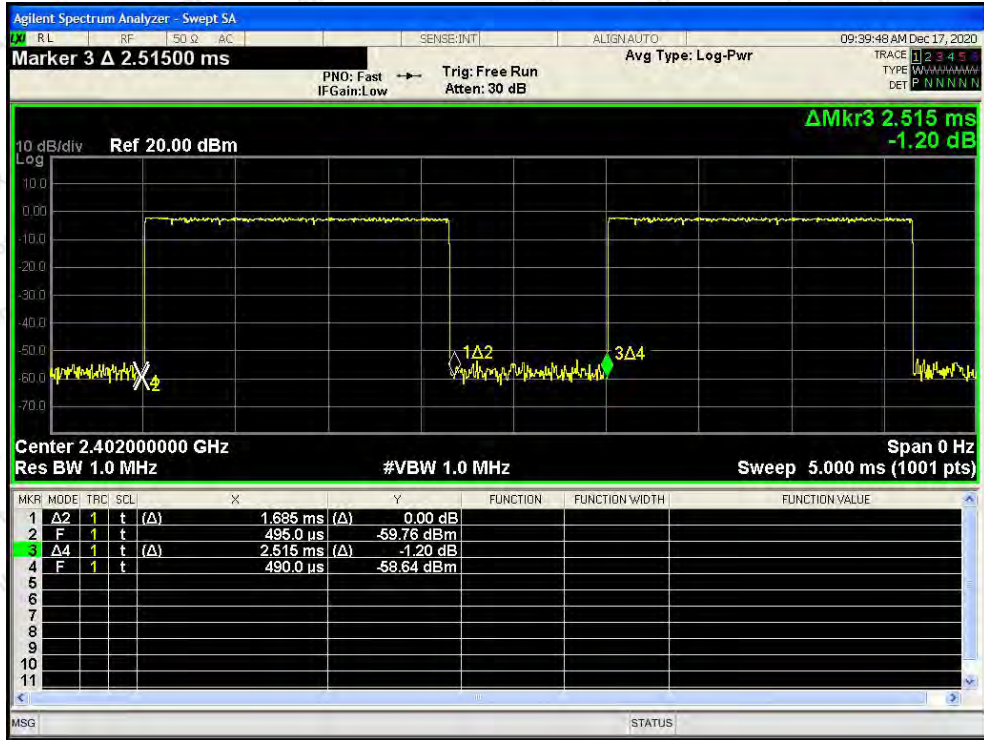 Agilent Spectrum Analyzer - Swept SA
LXI RL RF 50 Ω AC SENSE:INT ALIGN AUTO 09:39:48 AM Dec 17, 2020
Marker 3 Δ 2.51500 ms
PNO: Fast
IFGain:Low
Trig: Free Run
Atten: 30 dB
Avg Type: Log-Pwr
TRACE 1 2 3 4 5 6
TYPE WWWWWW
DET P N N N N N
ΔMkr3 2.515 ms
-1.20 dB
10 dB/div Ref 20.00 dBm
Log
10.0
0.00
-10.0
-20.0
-30.0
-40.0
-50.0
-60.0
-70.0
1Δ2
3Δ4
2
Center 2.402000000 GHz Span 0 Hz
Res BW 1.0 MHz #VBW 1.0 MHz Sweep 5.000 ms (1001 pts)
MKR MODE TRC SCL X Y FUNCTION FUNCTION WIDTH FUNCTION VALUE
1 Δ2 1 t (Δ) 1.685 ms (Δ) 0.00 dB
2 F 1 t 495.0 µs -59.76 dBm
3 Δ4 1 t (Δ) 2.515 ms (Δ) -1.20 dB
4 F 1 t 490.0 µs -58.64 dBm
5
6
7
8
9
10
11
MSG STATUS